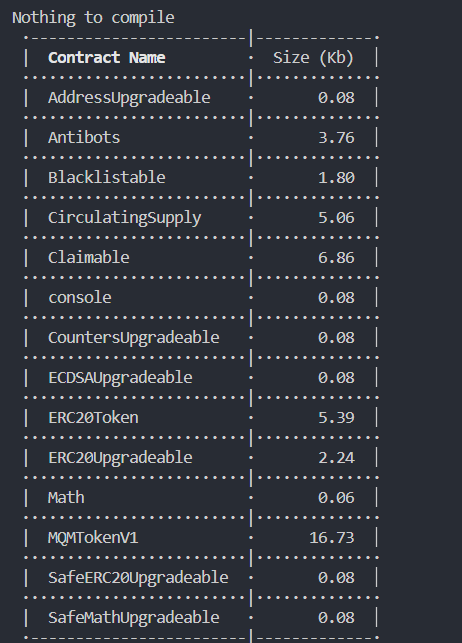 Nothing to compile
Contract Name · Size (Kb)
AddressUpgradeable · 0.08
Antibots · 3.76
Blacklistable · 1.80
CirculatingSupply · 5.06
Claimable · 6.86
console · 0.08
CountersUpgradeable · 0.08
ECDSAUpgradeable · 0.08
ERC20Token · 5.39
ERC20Upgradeable · 2.24
Math · 0.06
MQMTokenV1 · 16.73
SafeERC20Upgradeable · 0.08
SafeMathUpgradeable · 0.08